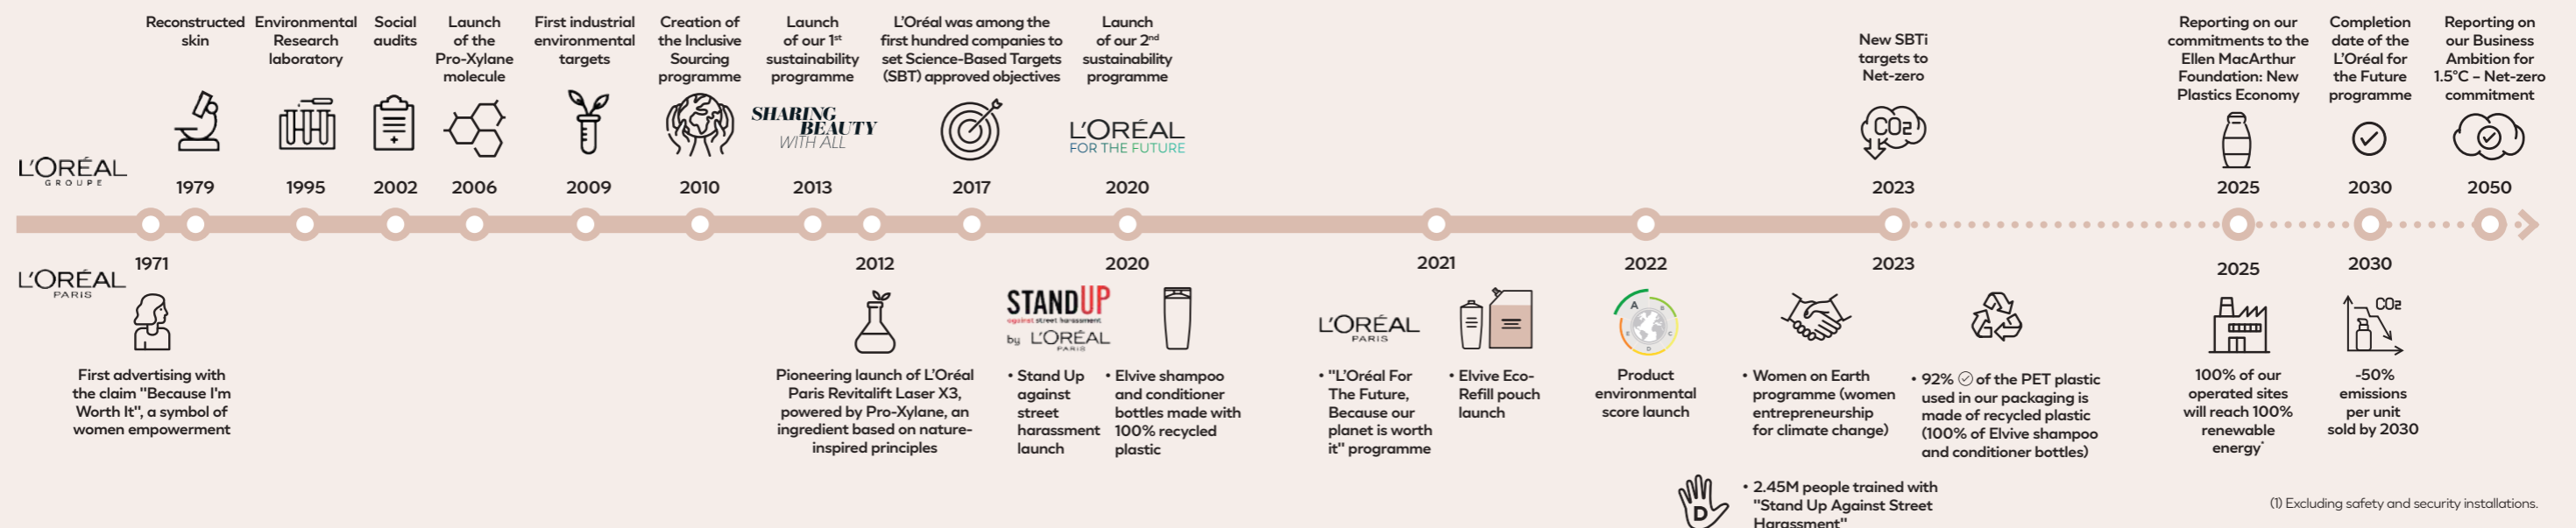 Reconstructed
skin
Environmental
Research
laboratory
Social
audits
Launch
of the
Pro-Xylane
molecule
First industrial
environmental
targets
Creation of
the Inclusive
Sourcing
programme
Launch
of our 1st
sustainability
programme
L'Oréal was among the
first hundred companies to
set Science-Based Targets
(SBT) approved objectives
Launch
of our 2nd
sustainability
programme
New SBTi
targets to
Net-zero
Reporting on our
commitments to the
Ellen MacArthur
Foundation: New
Plastics Economy
Completion
date of the
L'Oréal for
the Future
programme
Reporting on
our Business
Ambition for
1.5°C – Net-zero
commitment
SHARING
BEAUTY
WITH ALL
L'ORÉAL
FOR THE FUTURE
CO2
L'ORÉAL
GROUPE
1979
1995
2002
2006
2009
2010
2013
2017
2020
2023
2025
2030
2050
L'ORÉAL
PARIS
1971
2012
2020
2021
2022
2023
2025
2030
First advertising with
the claim "Because I'm
Worth It", a symbol of
women empowerment
Pioneering launch of L'Oréal
Paris Revitalift Laser X3,
powered by Pro-Xylane, an
ingredient based on nature-
inspired principles
STANDUP
against street harassment
by L'ORÉAL
PARIS
• Stand Up
against
street
harassment
launch
• Elvive shampoo
and conditioner
bottles made with
100% recycled
plastic
L'ORÉAL
PARIS
• "L'Oréal For
The Future,
Because our
planet is worth
it" programme
• Elvive Eco-
Refill pouch
launch
A
B
C
D
E
Product
environmental
score launch
• Women on Earth
programme (women
entrepreneurship
for climate change)
• 92% ✓ of the PET plastic
used in our packaging is
made of recycled plastic
(100% of Elvive shampoo
and conditioner bottles)
D
• 2.45M people trained with
"Stand Up Against Street
Harassment"
100% of our
operated sites
will reach 100%
renewable
energy*
CO2
-50%
emissions
per unit
sold by 2030
(1) Excluding safety and security installations.